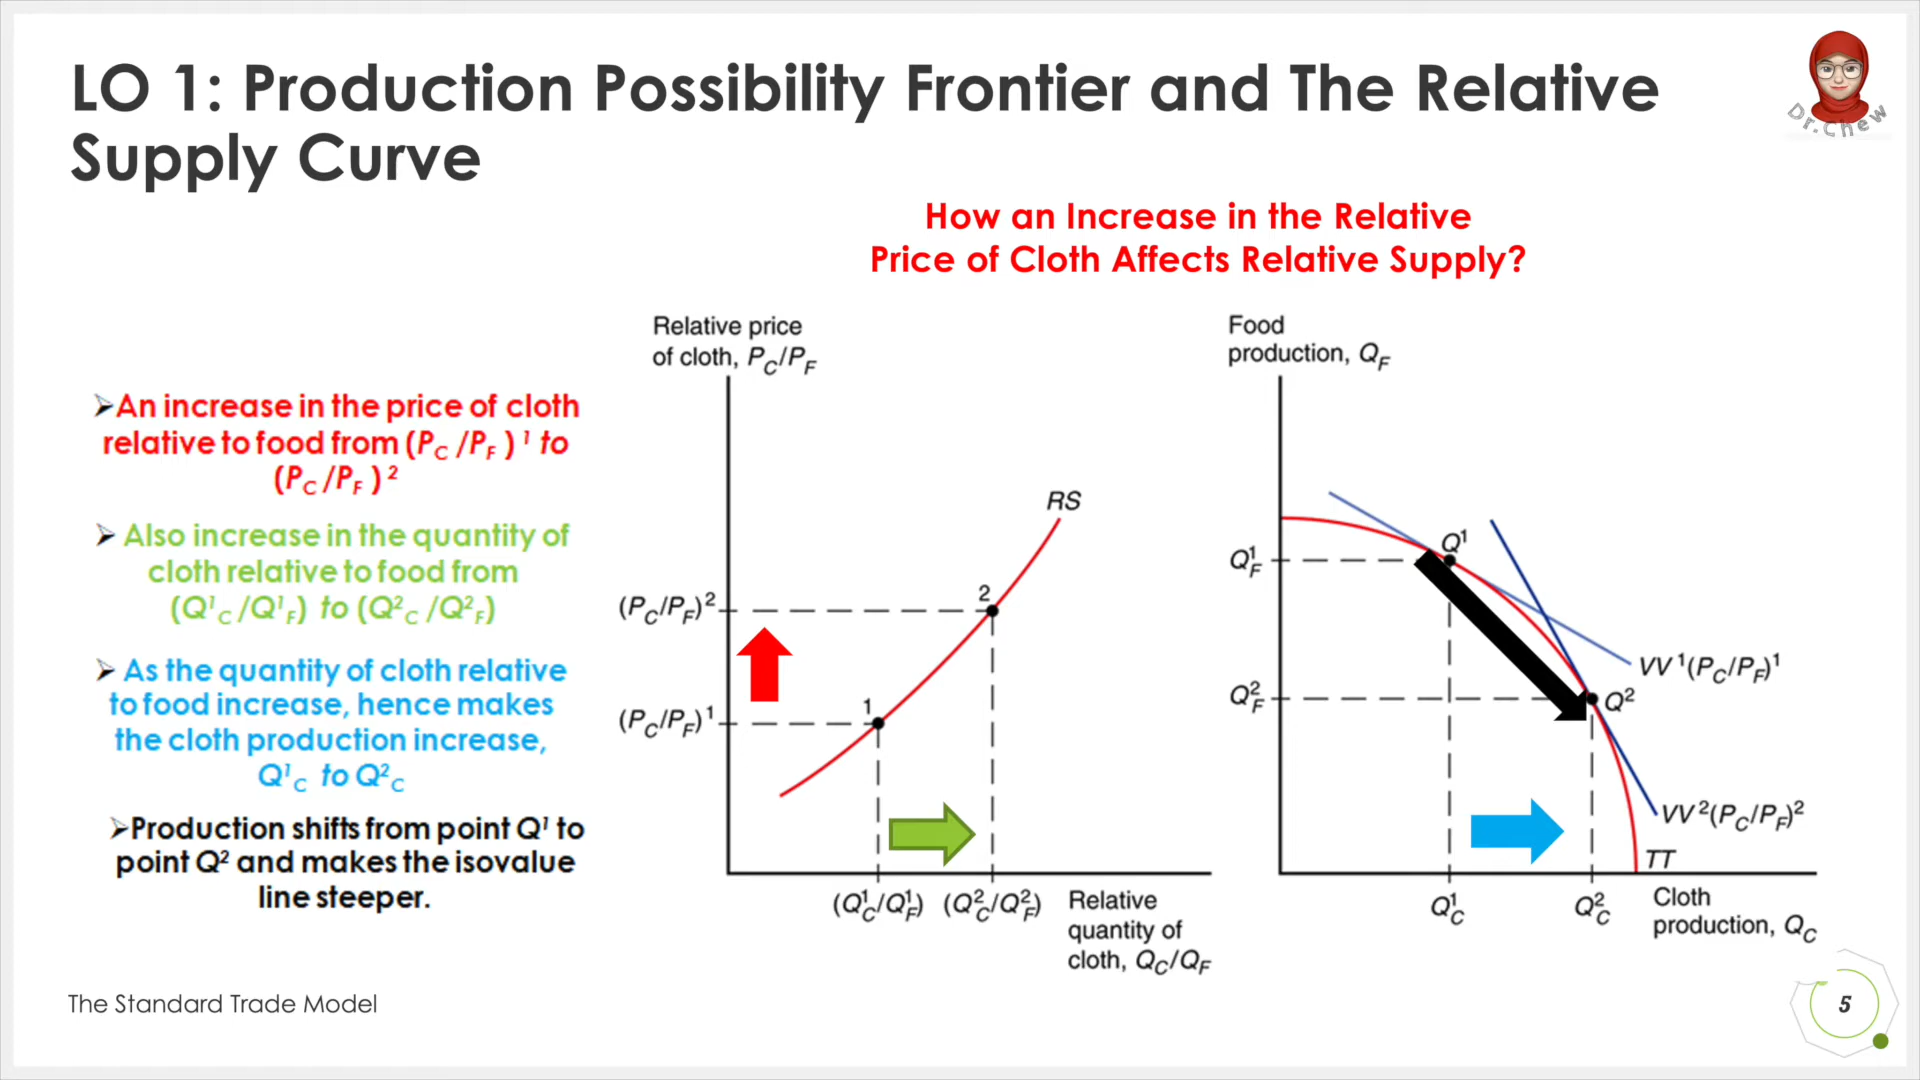 LO 1: Production Possibility Frontier and The Relative
Supply Curve
Dr.Chew
How an Increase in the Relative
Price of Cloth Affects Relative Supply?
➢An increase in the price of cloth
relative to food from (P_C /P_F ) ¹ to
(P_C /P_F ) ²
➢ Also increase in the quantity of
cloth relative to food from
(Q¹_C /Q¹_F) to (Q²_C /Q²_F)
➢ As the quantity of cloth relative
to food increase, hence makes
the cloth production increase,
Q¹_C to Q²_C
➢Production shifts from point Q¹ to
point Q² and makes the isovalue
line steeper.
Relative price
of cloth, P_C/P_F
RS
(P_C/P_F)²
2
(P_C/P_F)¹
1
(Q¹_C/Q¹_F) (Q²_C/Q²_F)
Relative
quantity of
cloth, Q_C/Q_F
Food
production, Q_F
Q¹_F
Q¹
VV¹(P_C/P_F)¹
Q²_F
Q²
VV²(P_C/P_F)²
TT
Q¹_C
Q²_C
Cloth
production, Q_C
The Standard Trade Model
5